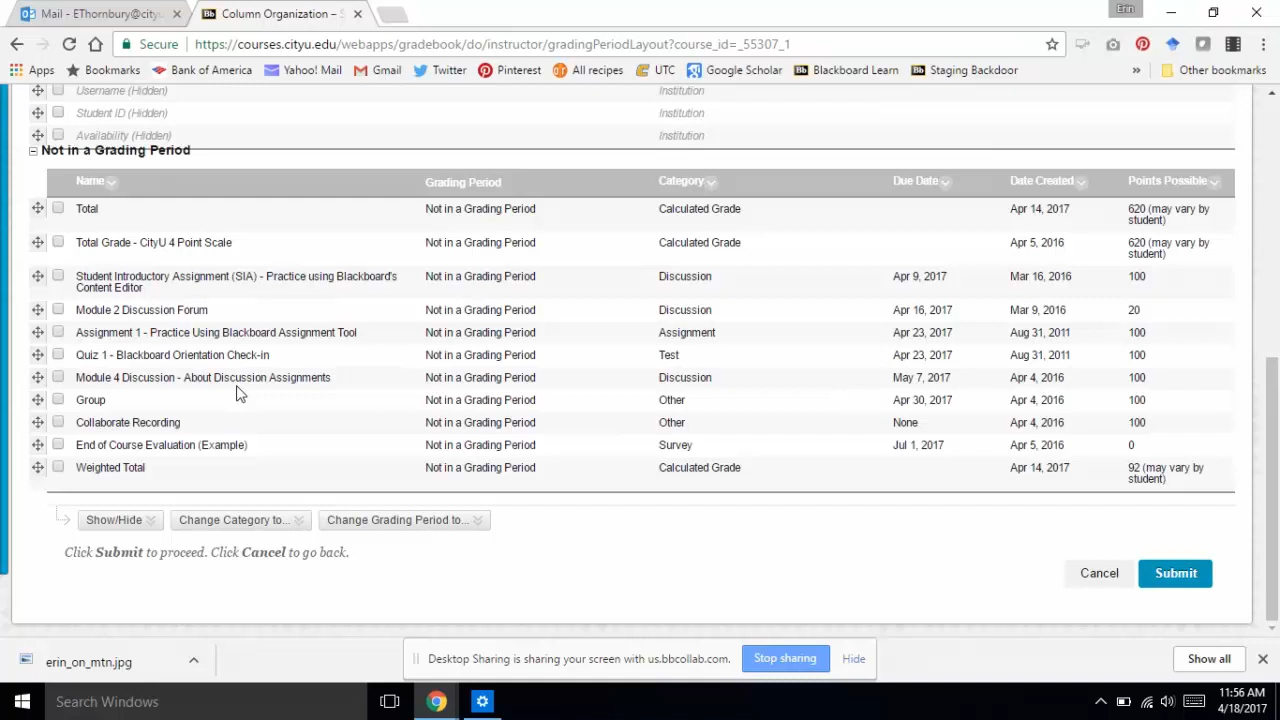 Mail - EThornbury@city
Column Organization – S
Erin
Secure
https://courses.cityu.edu/webapps/gradebook/do/instructor/gradingPeriodLayout?course_id=_55307_1
Apps Bookmarks Bank of America Yahoo! Mail Gmail Twitter Pinterest All recipes UTC Google Scholar Blackboard Learn Staging Backdoor » Other bookmarks
Username (Hidden) Institution
Student ID (Hidden) Institution
Availability (Hidden) Institution
Not in a Grading Period
Name Grading Period Category Due Date Date Created Points Possible
Total Not in a Grading Period Calculated Grade Apr 14, 2017 620 (may vary by
student)
Total Grade - CityU 4 Point Scale Not in a Grading Period Calculated Grade Apr 5, 2016 620 (may vary by
student)
Student Introductory Assignment (SIA) - Practice using Blackboard's Not in a Grading Period Discussion Apr 9, 2017 Mar 16, 2016 100
Content Editor
Module 2 Discussion Forum Not in a Grading Period Discussion Apr 16, 2017 Mar 9, 2016 20
Assignment 1 - Practice Using Blackboard Assignment Tool Not in a Grading Period Assignment Apr 23, 2017 Aug 31, 2011 100
Quiz 1 - Blackboard Orientation Check-in Not in a Grading Period Test Apr 23, 2017 Aug 31, 2011 100
Module 4 Discussion - About Discussion Assignments Not in a Grading Period Discussion May 7, 2017 Apr 4, 2016 100
Group Not in a Grading Period Other Apr 30, 2017 Apr 4, 2016 100
Collaborate Recording Not in a Grading Period Other None Apr 4, 2016 100
End of Course Evaluation (Example) Not in a Grading Period Survey Jul 1, 2017 Apr 5, 2016 0
Weighted Total Not in a Grading Period Calculated Grade Apr 14, 2017 92 (may vary by
student)
Show/Hide Change Category to... Change Grading Period to...
Click Submit to proceed. Click Cancel to go back.
Cancel Submit
erin_on_mtn.jpg
Desktop Sharing is sharing your screen with us.bbcollab.com. Stop sharing Hide
Show all
Search Windows
11:56 AM
4/18/2017